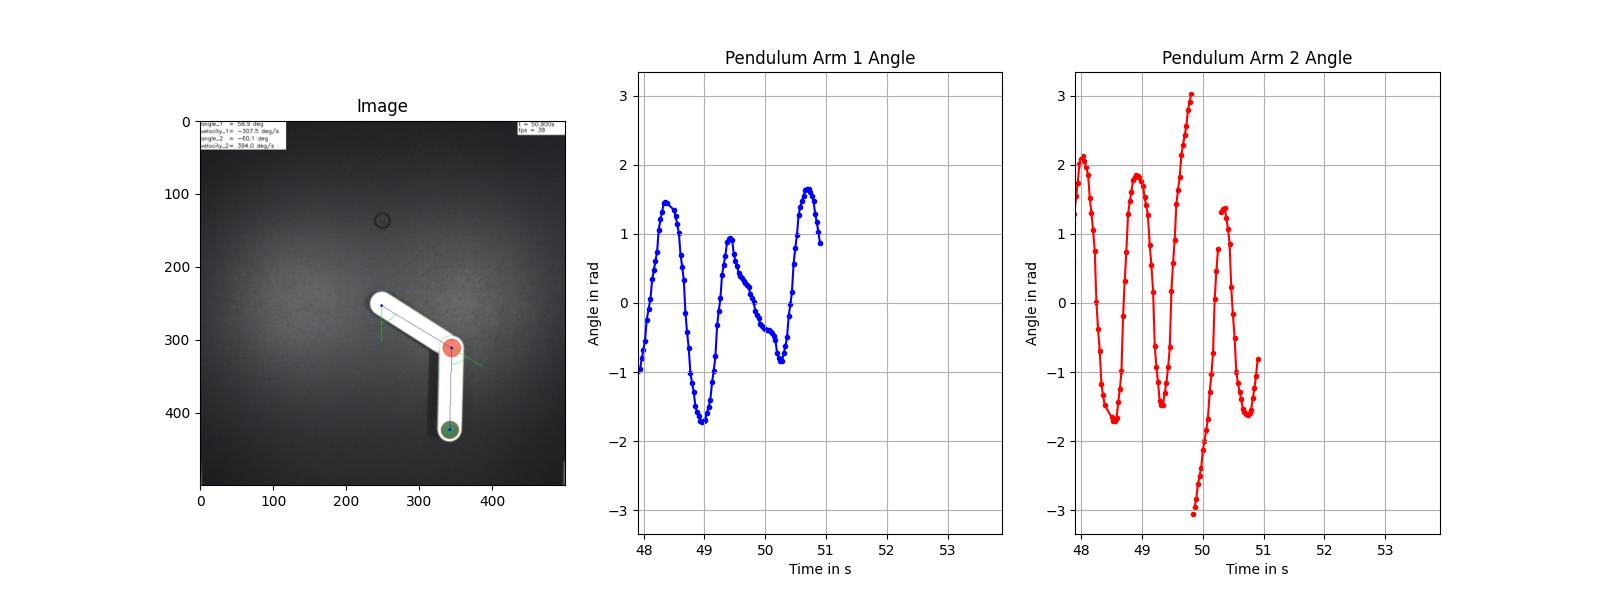 Image
angle_1 = 58.9 deg
velocity_1= -307.5 deg/s
angle_2 = -60.1 deg
velocity_2= 394.0 deg/s
t = 50.900s
fps = 38
0
100
200
300
400
0 100 200 300 400
Pendulum Arm 1 Angle
Angle in rad
3
2
1
0
−1
−2
−3
48 49 50 51 52 53
Time in s
Pendulum Arm 2 Angle
Angle in rad
3
2
1
0
−1
−2
−3
48 49 50 51 52 53
Time in s